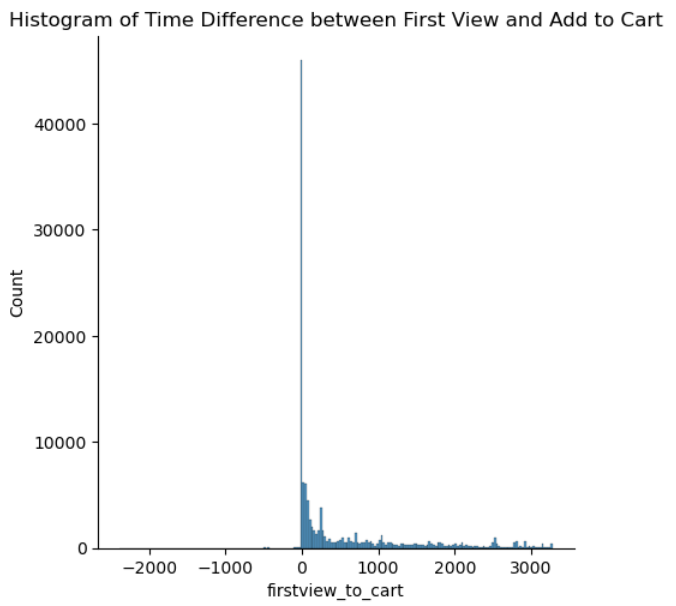 Histogram of Time Difference between First View and Add to Cart
40000
30000
20000
10000
0
Count
−2000 −1000 0 1000 2000 3000
firstview_to_cart